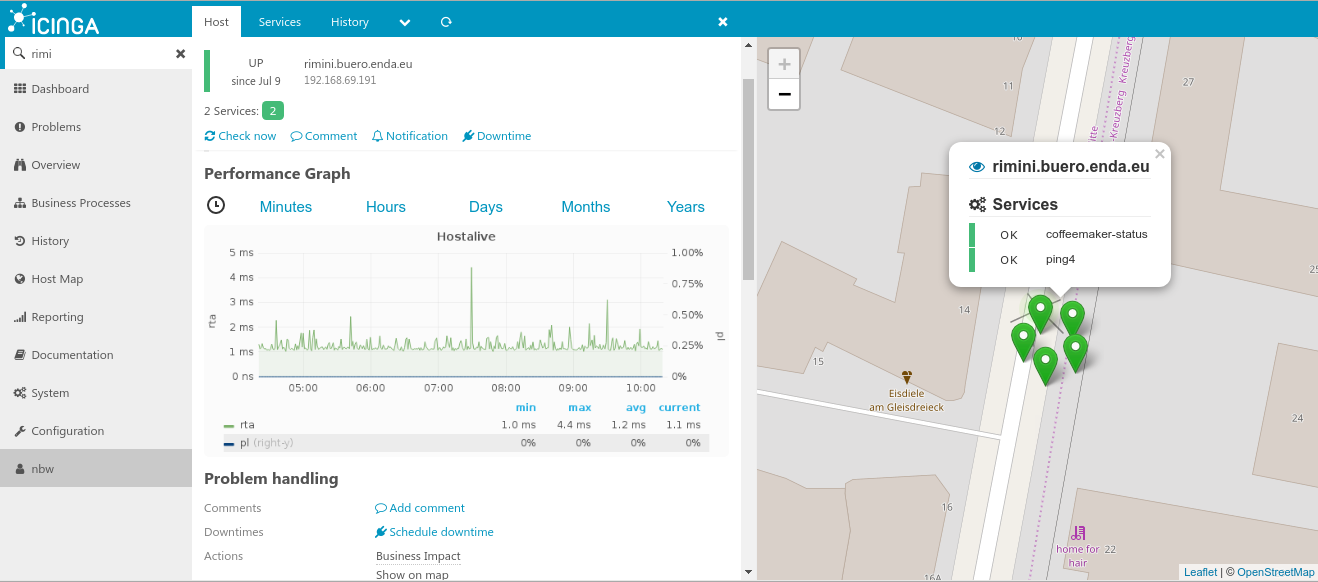 icinga
Host Services History
rimi
Dashboard
Problems
Overview
Business Processes
History
Host Map
Reporting
Documentation
System
Configuration
nbw
UP rimini.buero.enda.eu
since Jul 9 192.168.69.191
2 Services: 2
Check now Comment Notification Downtime
Performance Graph
Minutes Hours Days Months Years
Hostalive
5 ms 1.00%
4 ms 0.75%
3 ms 0.50%
2 ms
1 ms 0.25%
0 ns 0%
rta
pl
05:00 06:00 07:00 08:00 09:00 10:00
min max avg current
rta 1.0 ms 4.4 ms 1.2 ms 1.1 ms
pl (right-y) 0% 0% 0% 0%
Problem handling
Comments Add comment
Downtimes Schedule downtime
Actions Business Impact
Show on map
+
−
11
12
27
Kreuzberg
-Kreuzberg
itte
rimini.buero.enda.eu
Services
OK coffeemaker-status
OK ping4
14
15
Eisdiele
am Gleisdreieck
24
16
home for
hair
22
16A
Leaflet | © OpenStreetMap